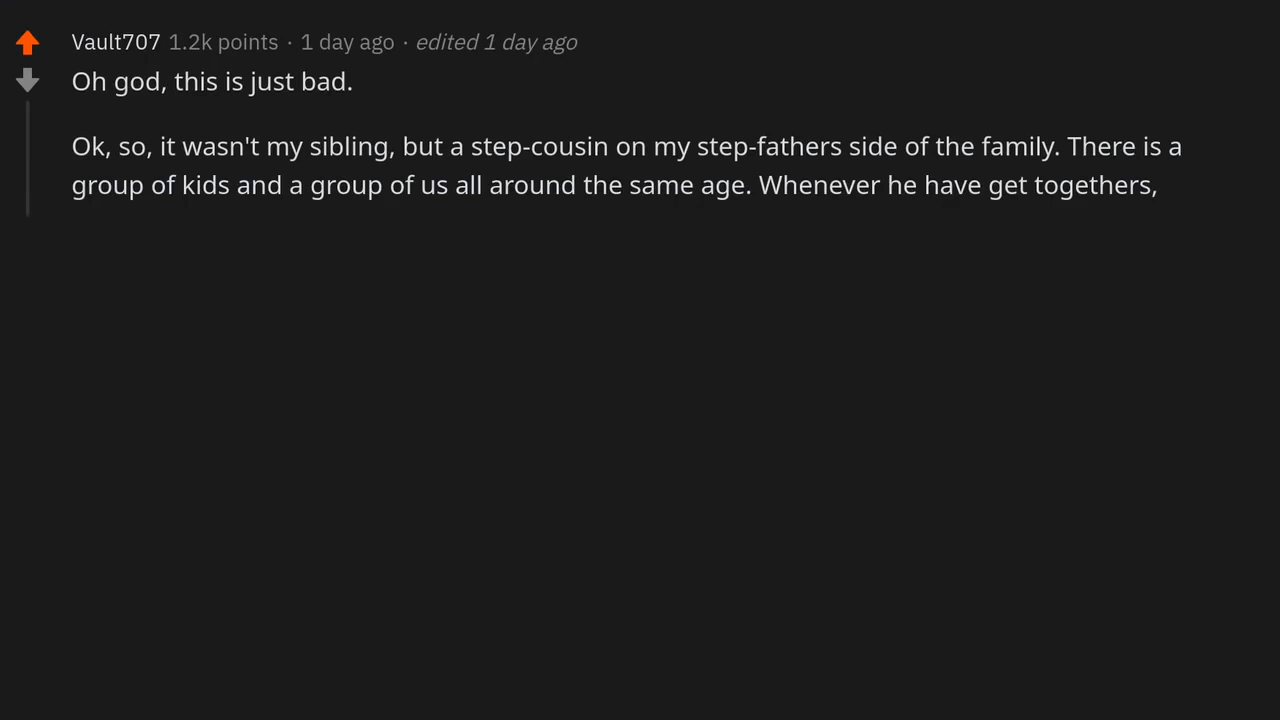 Vault707 1.2k points · 1 day ago · edited 1 day ago
Oh god, this is just bad.
Ok, so, it wasn't my sibling, but a step-cousin on my step-fathers side of the family. There is a
group of kids and a group of us all around the same age. Whenever he have get togethers,